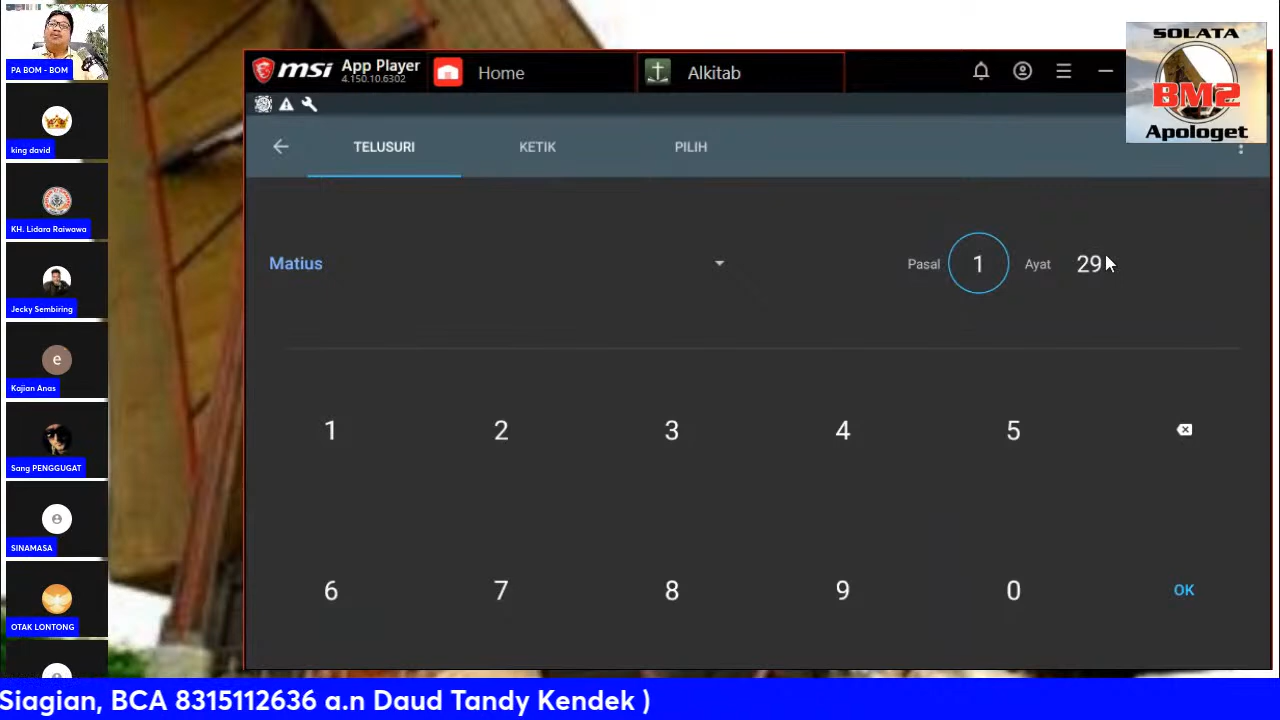 PA BOM - BOM
king david
KH. Lidara Raiwawa
Jecky Sembiring
e
Kajian Anas
Sang PENGGUGAT
SINAMASA
OTAK LONTONG
msi App Player
4.150.10.6302
Home
Alkitab
SOLATA
BM2
Apologet
TELUSURI KETIK PILIH
Matius
Pasal 1 Ayat 29
1 2 3 4 5
6 7 8 9 0 OK
Siagian, BCA 8315112636 a.n Daud Tandy Kendek )